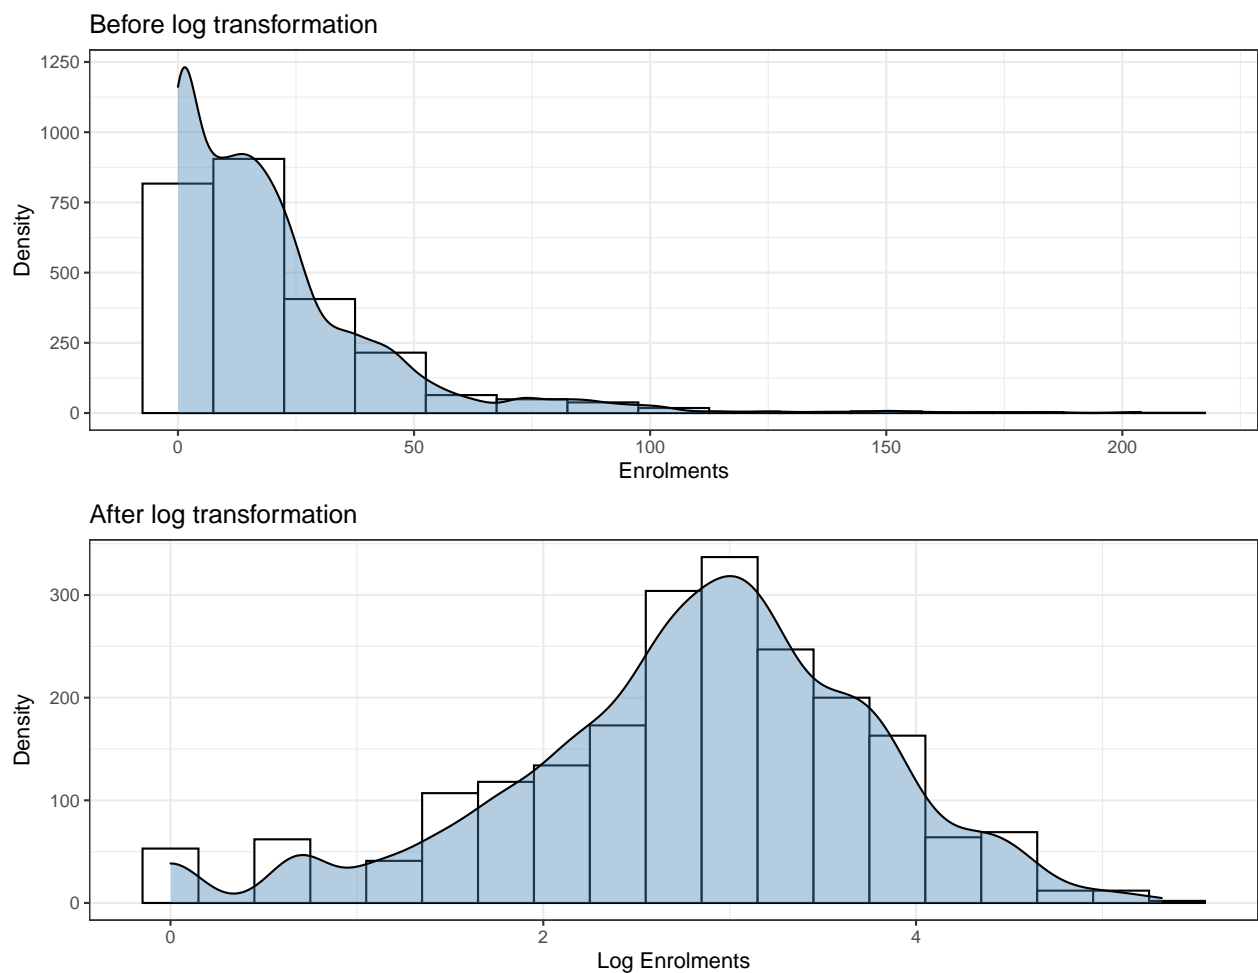 Before log transformation
1250
1000
750
500
250
0
Density
0 50 100 150 200
Enrolments
After log transformation
300
200
100
0
Density
0 2 4
Log Enrolments